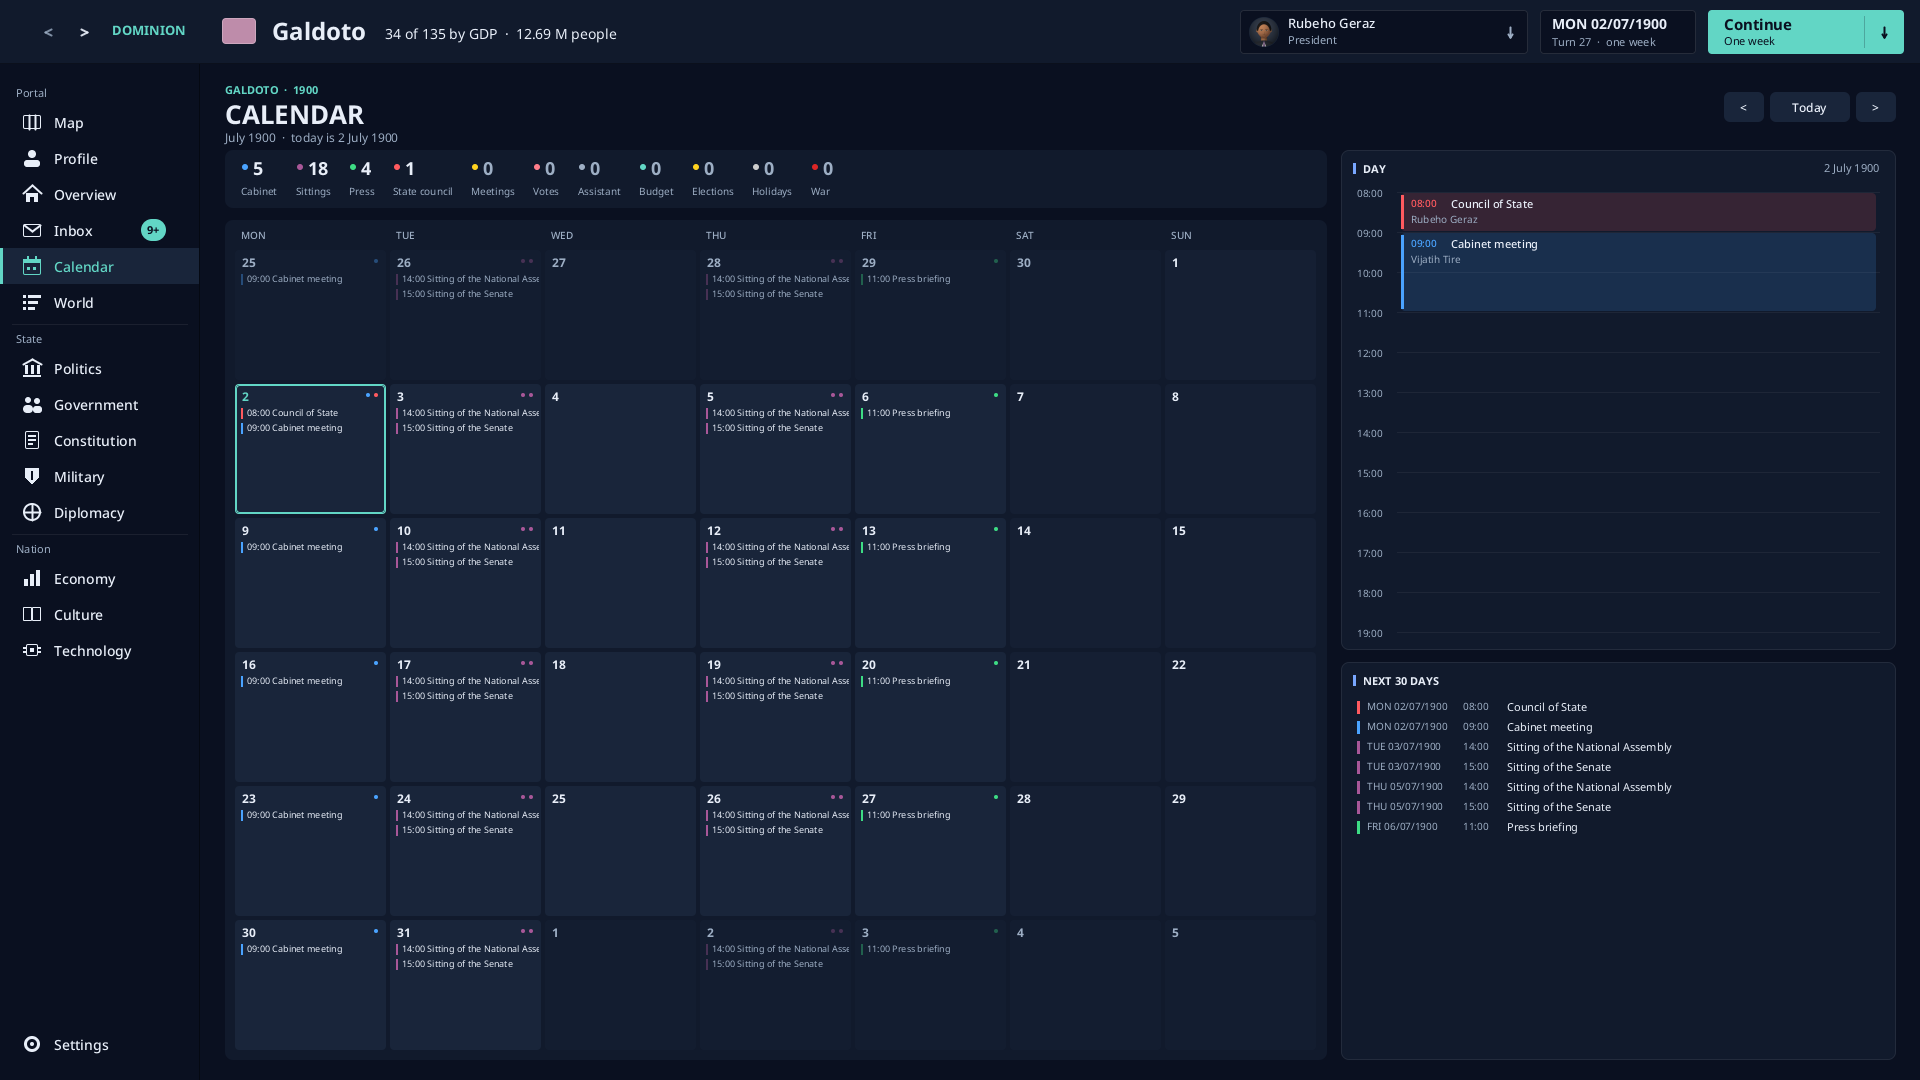 < > DOMINION
Galdoto 34 of 135 by GDP · 12.69 M people
Rubeho Geraz
President
MON 02/07/1900
Turn 27 · one week
Continue
One week
Portal
Map
Profile
Overview
Inbox 9+
Calendar
World
State
Politics
Government
Constitution
Military
Diplomacy
Nation
Economy
Culture
Technology
Settings
GALDOTO · 1900
CALENDAR
July 1900 · today is 2 July 1900
< Today >
5 18 4 1 0 0 0 0 0 0 0
Cabinet Sittings Press State council Meetings Votes Assistant Budget Elections Holidays War
MON TUE WED THU FRI SAT SUN
25 26 27 28 29 30 1
09:00 Cabinet meeting 14:00 Sitting of the National Asse 14:00 Sitting of the National Asse 11:00 Press briefing
15:00 Sitting of the Senate 15:00 Sitting of the Senate
2 3 4 5 6 7 8
08:00 Council of State 14:00 Sitting of the National Asse 14:00 Sitting of the National Asse 11:00 Press briefing
09:00 Cabinet meeting 15:00 Sitting of the Senate 15:00 Sitting of the Senate
9 10 11 12 13 14 15
09:00 Cabinet meeting 14:00 Sitting of the National Asse 14:00 Sitting of the National Asse 11:00 Press briefing
15:00 Sitting of the Senate 15:00 Sitting of the Senate
16 17 18 19 20 21 22
09:00 Cabinet meeting 14:00 Sitting of the National Asse 14:00 Sitting of the National Asse 11:00 Press briefing
15:00 Sitting of the Senate 15:00 Sitting of the Senate
23 24 25 26 27 28 29
09:00 Cabinet meeting 14:00 Sitting of the National Asse 14:00 Sitting of the National Asse 11:00 Press briefing
15:00 Sitting of the Senate 15:00 Sitting of the Senate
30 31 1 2 3 4 5
09:00 Cabinet meeting 14:00 Sitting of the National Asse 14:00 Sitting of the National Asse 11:00 Press briefing
15:00 Sitting of the Senate 15:00 Sitting of the Senate
DAY 2 July 1900
08:00
08:00 Council of State
Rubeho Geraz
09:00
09:00 Cabinet meeting
Vijatih Tire
10:00
11:00
12:00
13:00
14:00
15:00
16:00
17:00
18:00
19:00
NEXT 30 DAYS
MON 02/07/1900 08:00 Council of State
MON 02/07/1900 09:00 Cabinet meeting
TUE 03/07/1900 14:00 Sitting of the National Assembly
TUE 03/07/1900 15:00 Sitting of the Senate
THU 05/07/1900 14:00 Sitting of the National Assembly
THU 05/07/1900 15:00 Sitting of the Senate
FRI 06/07/1900 11:00 Press briefing